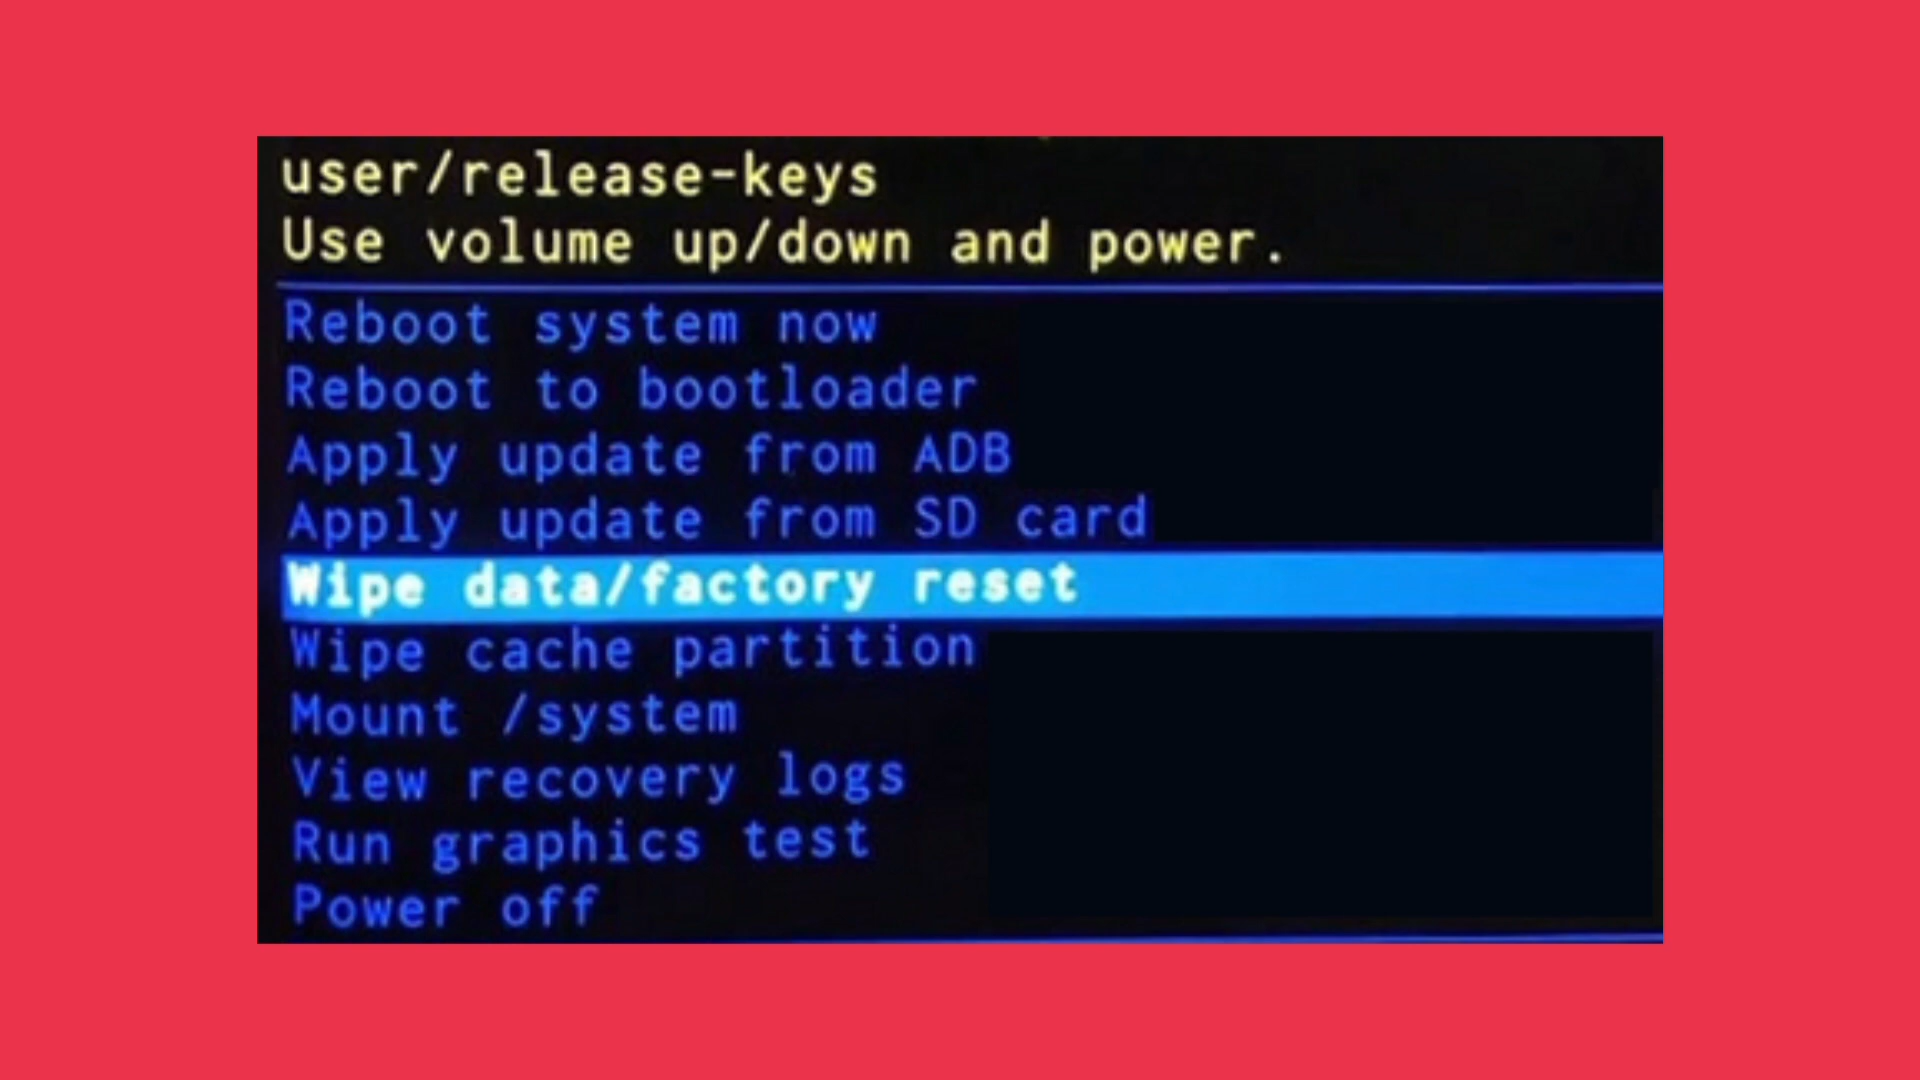 user/release-keys
Use volume up/down and power.
Reboot system now
Reboot to bootloader
Apply update from ADB
Apply update from SD card
Wipe data/factory reset
Wipe cache partition
Mount /system
View recovery logs
Run graphics test
Power off